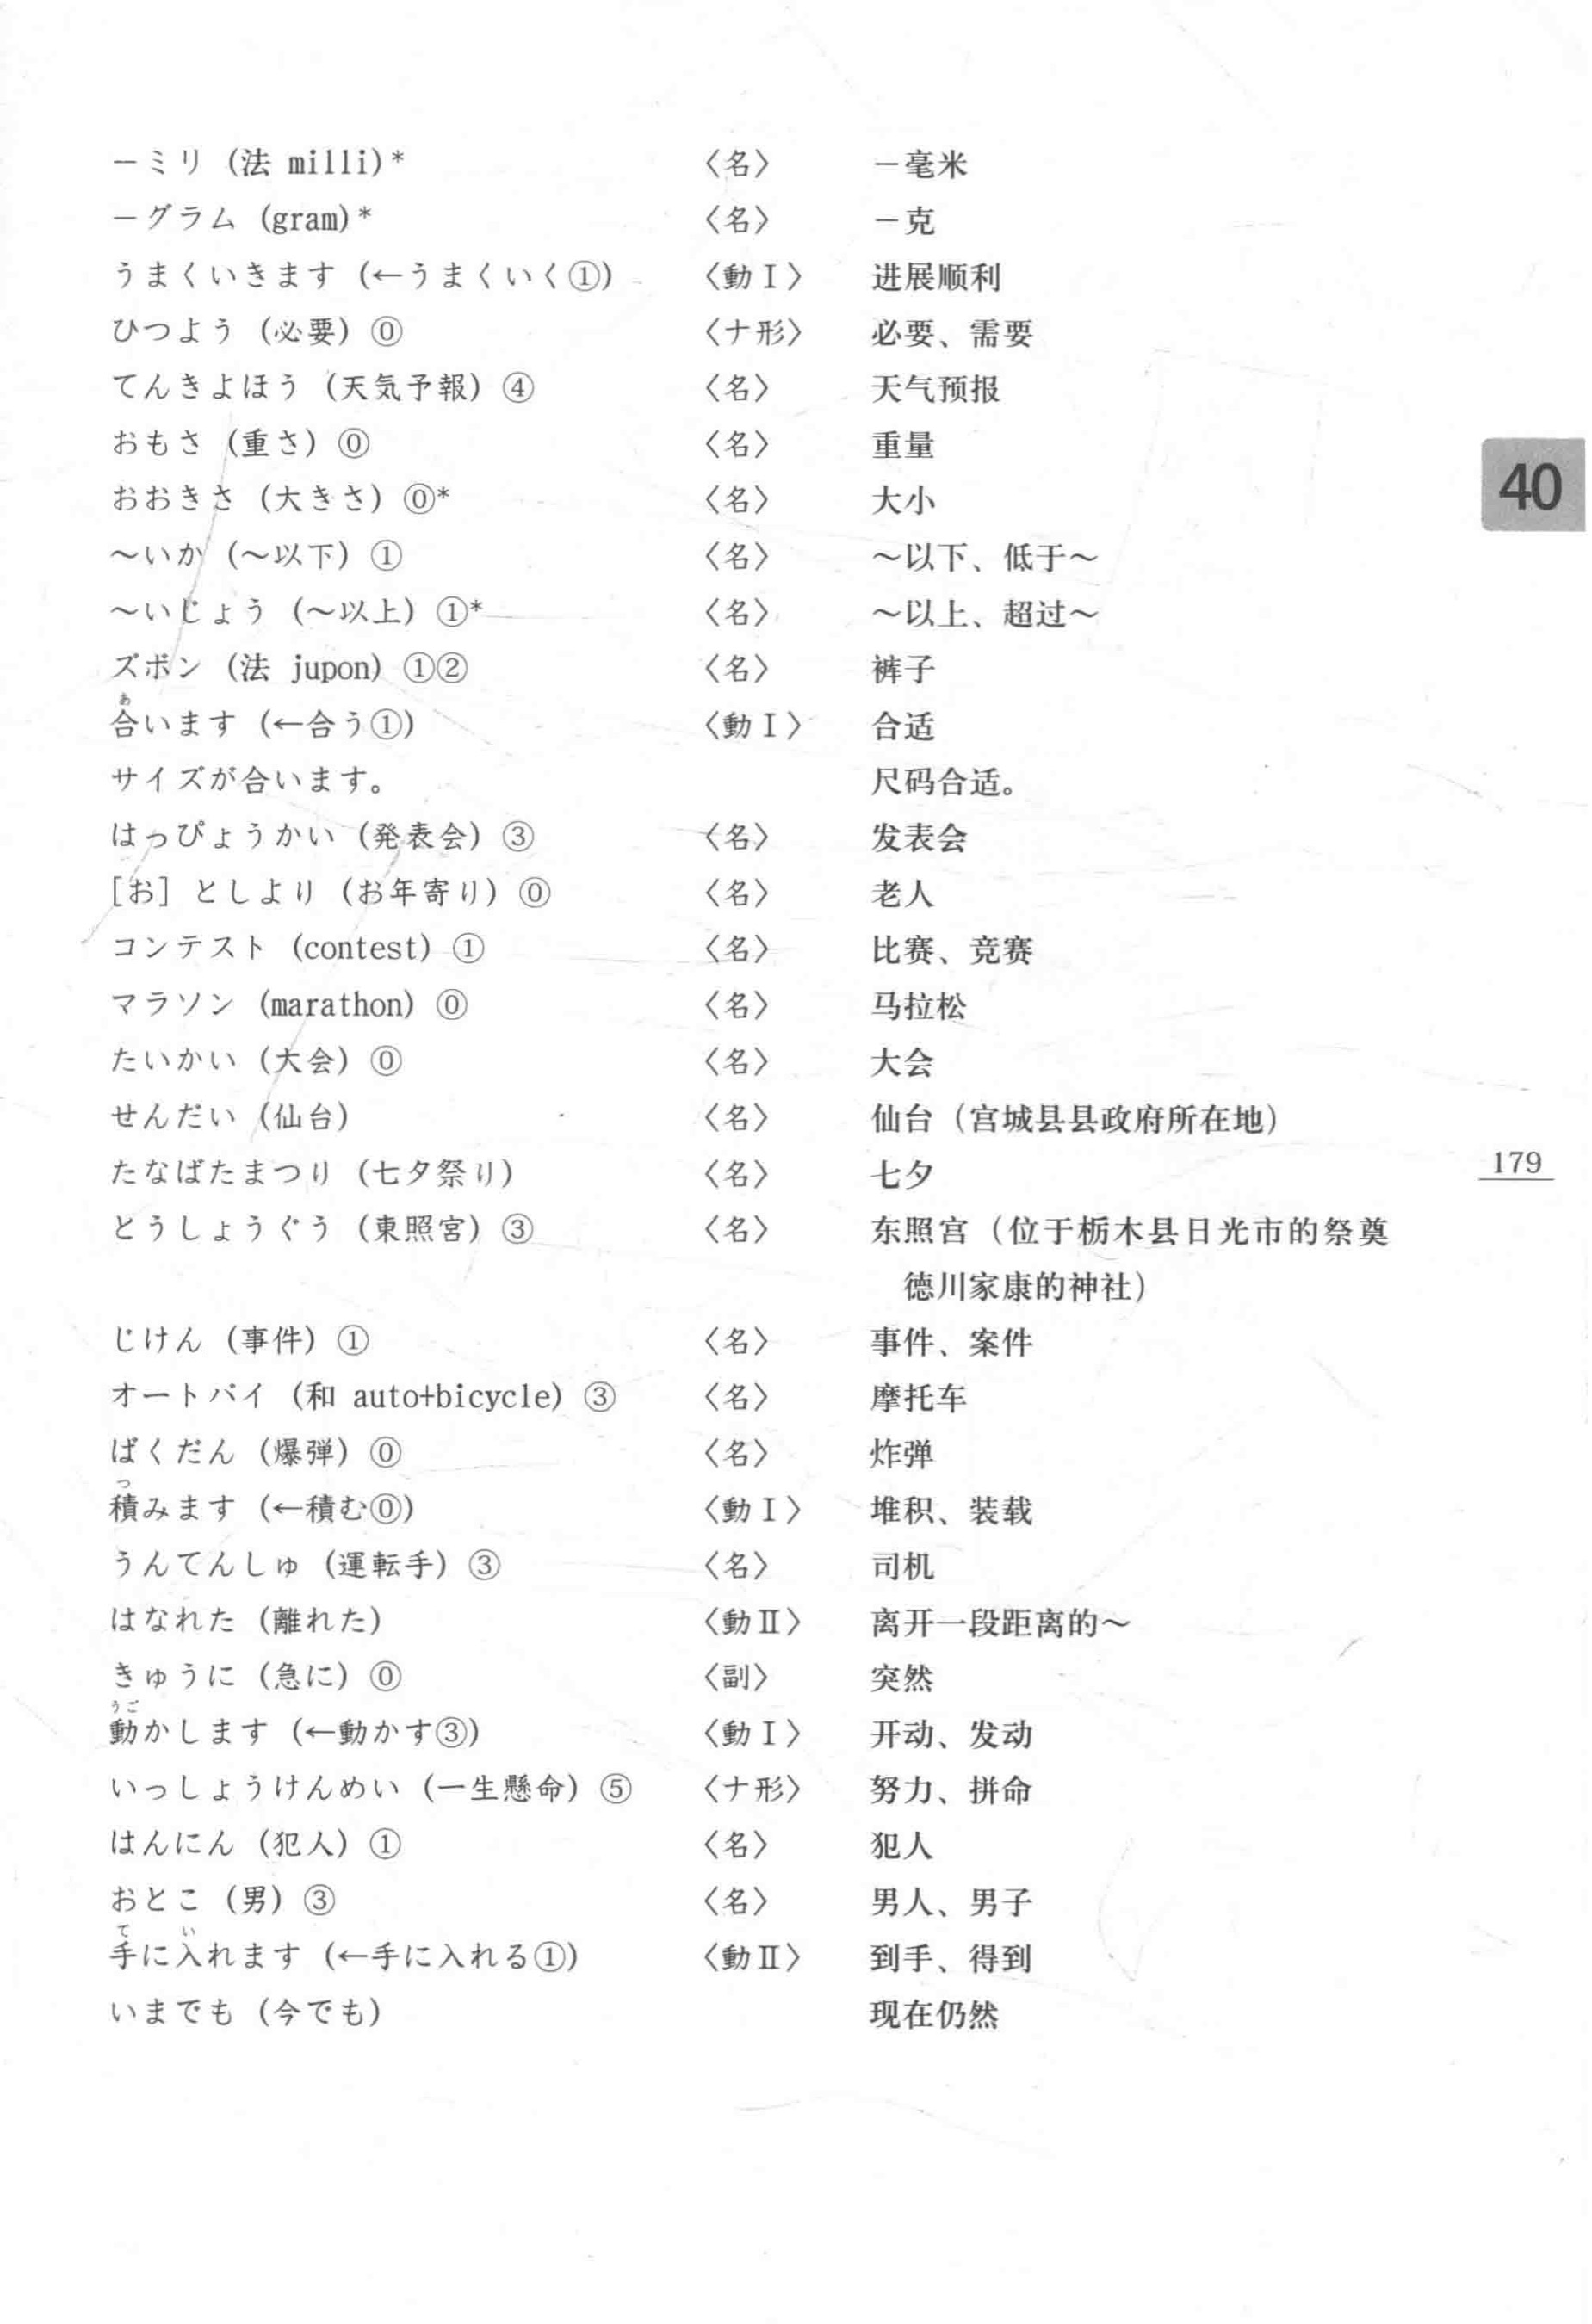 －ミリ（法 milli）* 〈名〉 －毫米
－グラム（gram）* 〈名〉 －克
うまくいきます（←うまくいく①） 〈動Ⅰ〉 进展顺利
ひつよう（必要）⓪ 〈ナ形〉 必要、需要
てんきよほう（天気予報）④ 〈名〉 天气预报
おもさ（重さ）⓪ 〈名〉 重量
おおきさ（大きさ）⓪* 〈名〉 大小
40
～いか（～以下）① 〈名〉 ～以下、低于～
～いじょう（～以上）①* 〈名〉 ～以上、超过～
ズボン（法 jupon）①② 〈名〉 裤子
あ
合います（←合う①） 〈動Ⅰ〉 合适
サイズが合います。 尺码合适。
はっぴょうかい（発表会）③ 〈名〉 发表会
［お］としより（お年寄り）⓪ 〈名〉 老人
コンテスト（contest）① 〈名〉 比赛、竞赛
マラソン（marathon）⓪ 〈名〉 马拉松
たいかい（大会）⓪ 〈名〉 大会
せんだい（仙台） 〈名〉 仙台（宫城县县政府所在地）
たなばたまつり（七夕祭り） 〈名〉 七夕
179
とうしょうぐう（東照宮）③ 〈名〉 东照宫（位于枥木县日光市的祭奠
德川家康的神社）
じけん（事件）① 〈名〉 事件、案件
オートバイ（和 auto+bicycle）③ 〈名〉 摩托车
ばくだん（爆弾）⓪ 〈名〉 炸弹
つ
積みます（←積む⓪） 〈動Ⅰ〉 堆积、装载
うんてんしゅ（運転手）③ 〈名〉 司机
はなれた（離れた） 〈動Ⅱ〉 离开一段距离的～
きゅうに（急に）⓪ 〈副〉 突然
うご
動かします（←動かす③） 〈動Ⅰ〉 开动、发动
いっしょうけんめい（一生懸命）⑤ 〈ナ形〉 努力、拼命
はんにん（犯人）① 〈名〉 犯人
おとこ（男）③ 〈名〉 男人、男子
て い
手に入れます（←手に入れる①） 〈動Ⅱ〉 到手、得到
いまでも（今でも） 现在仍然